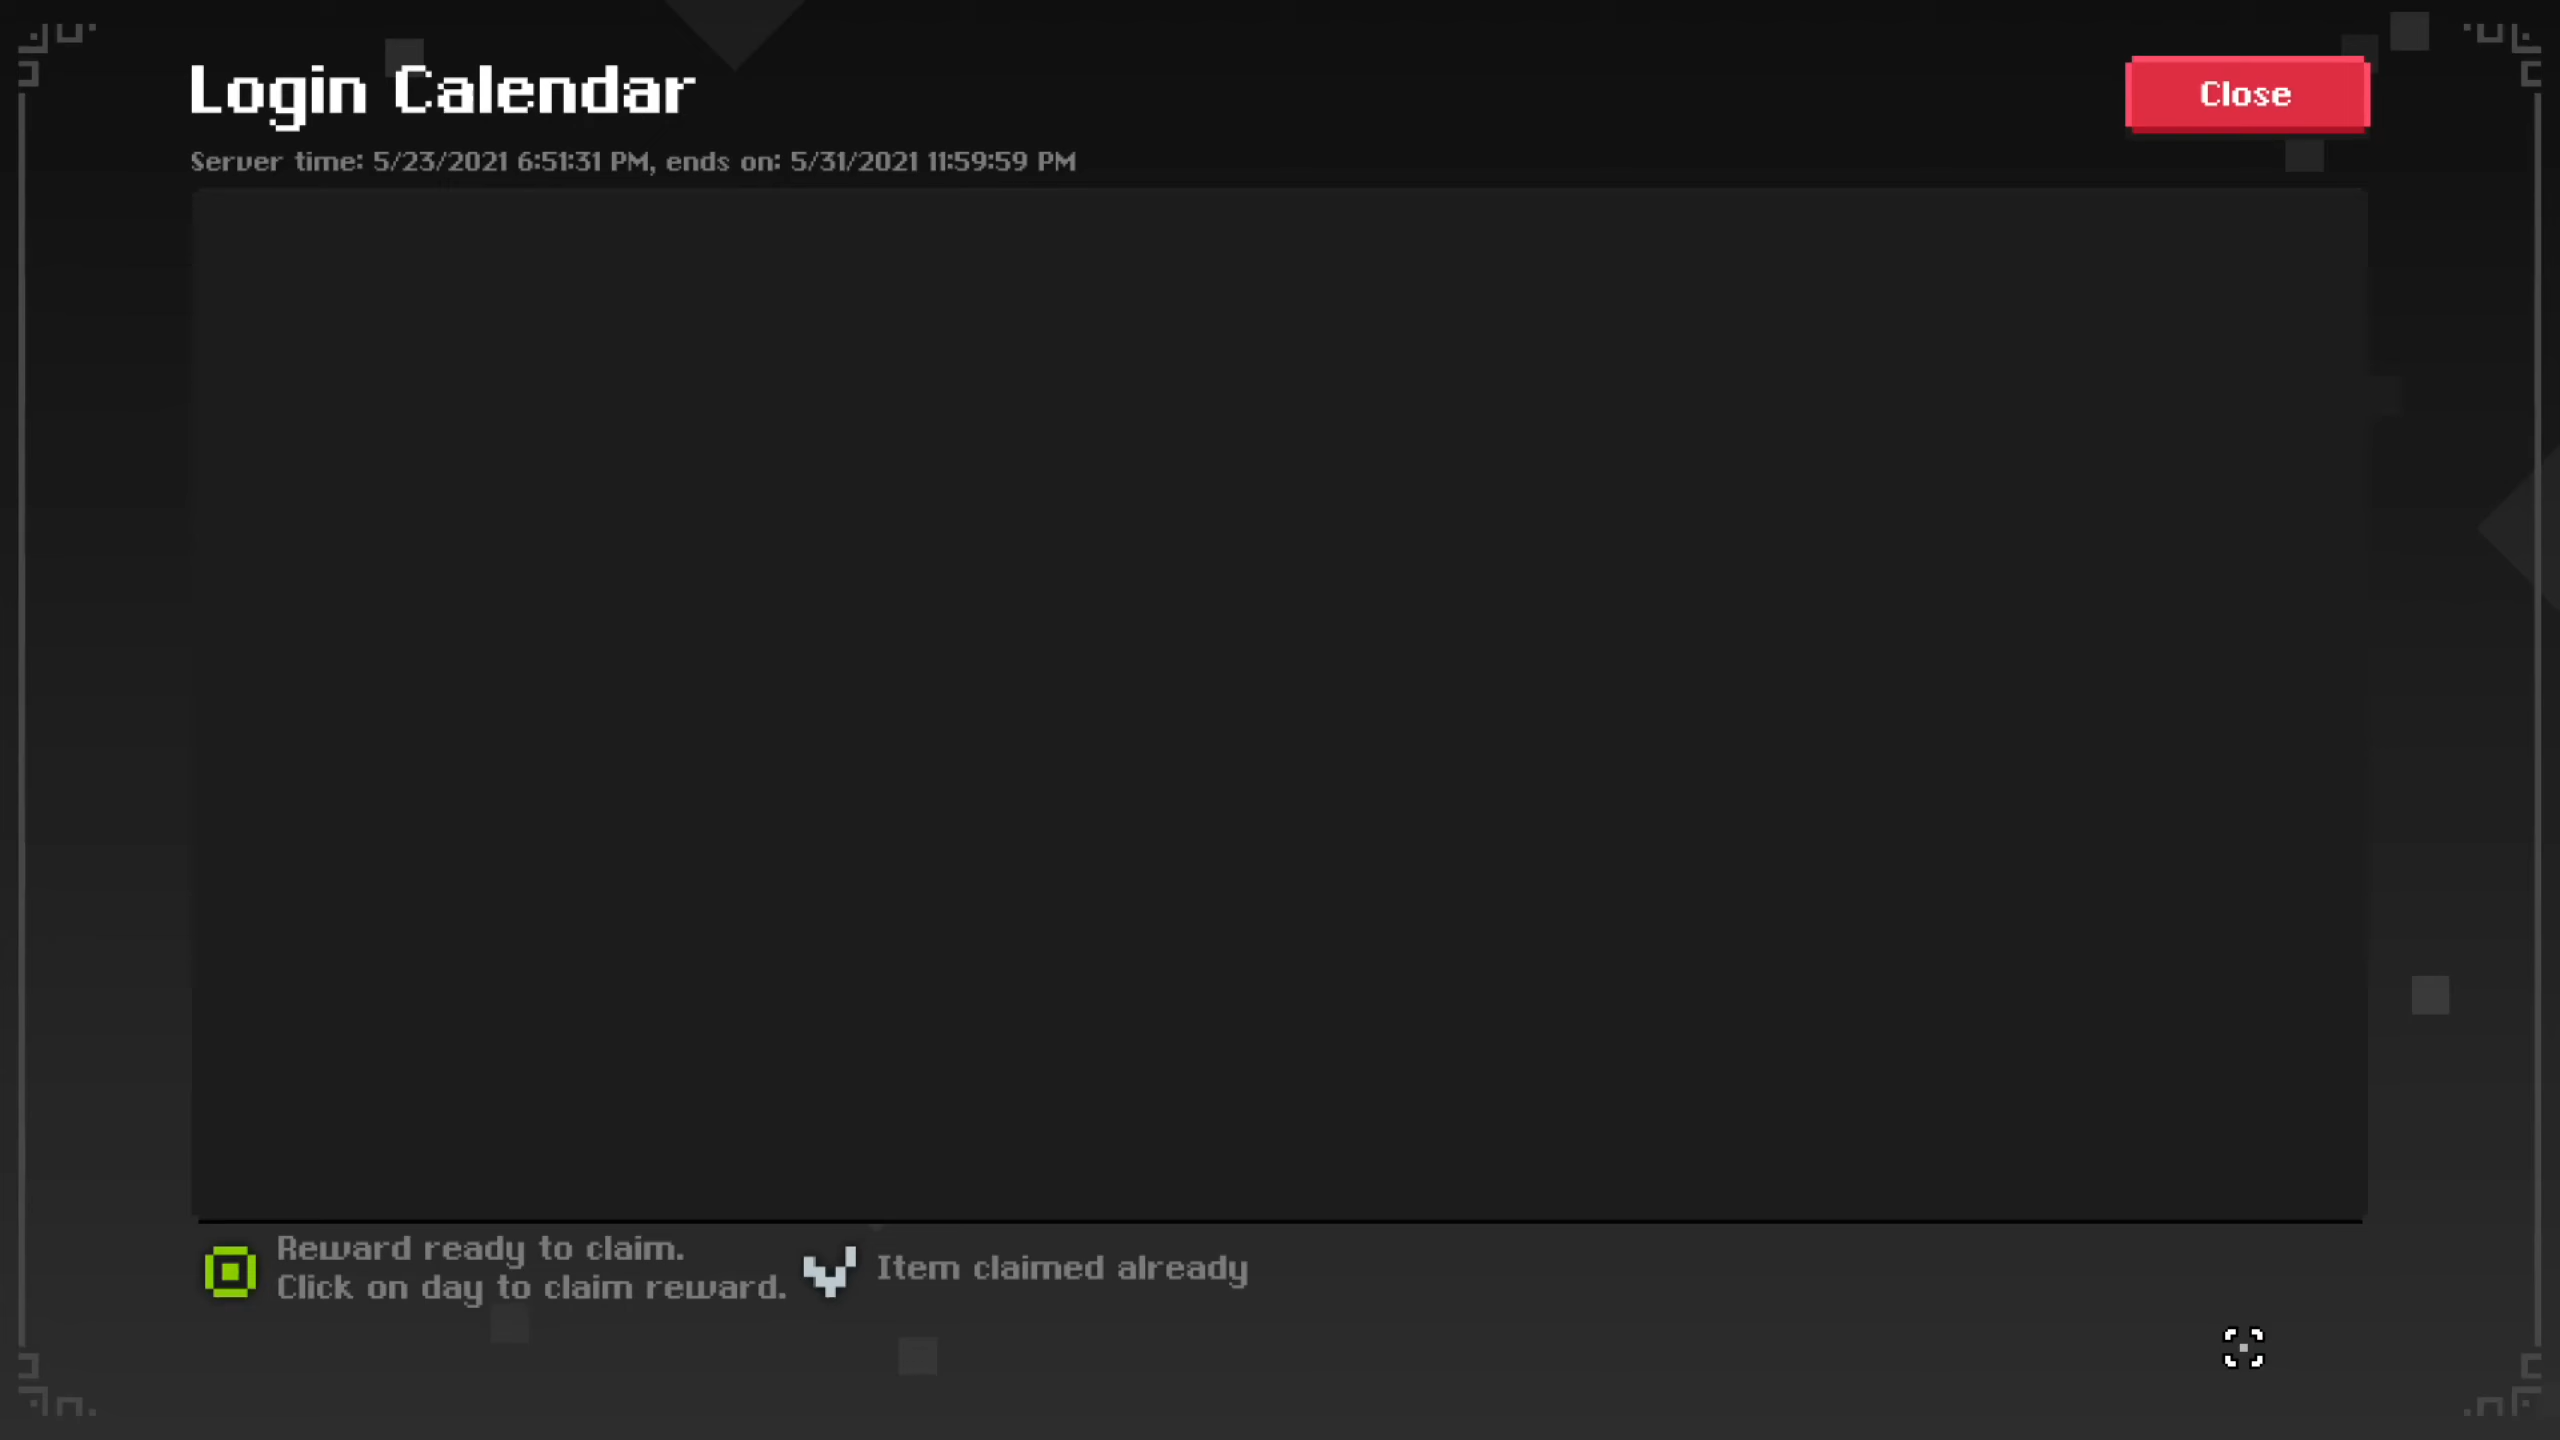 Login Calendar
Close
Server time: 5/23/2021 6:51:31 PM, ends on: 5/31/2021 11:59:59 PM
Reward ready to claim.
Click on day to claim reward.
Item claimed already